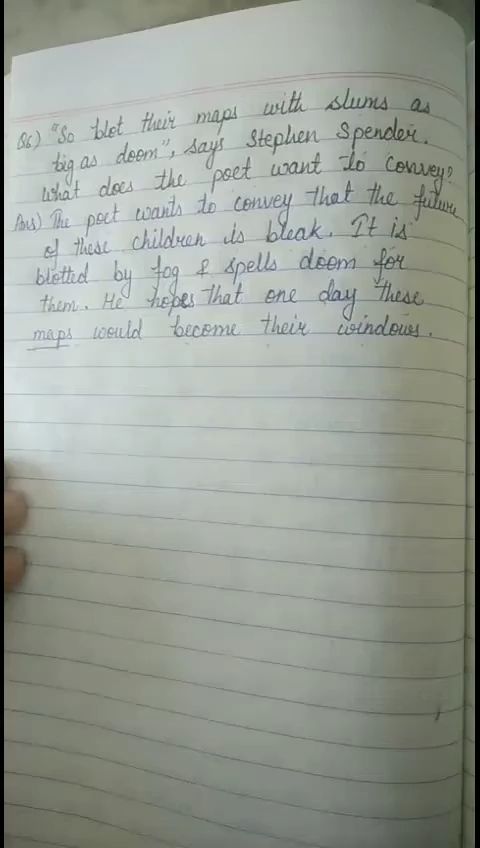 Q6) "So blot their maps with slums as
big as doom", says Stephen Spender.
What does the poet want to convey?
Ans) The poet wants to convey that the future
of these children is bleak. It is
blotted by fog & spells doom for
them. He hopes that one day these
maps would become their windows.